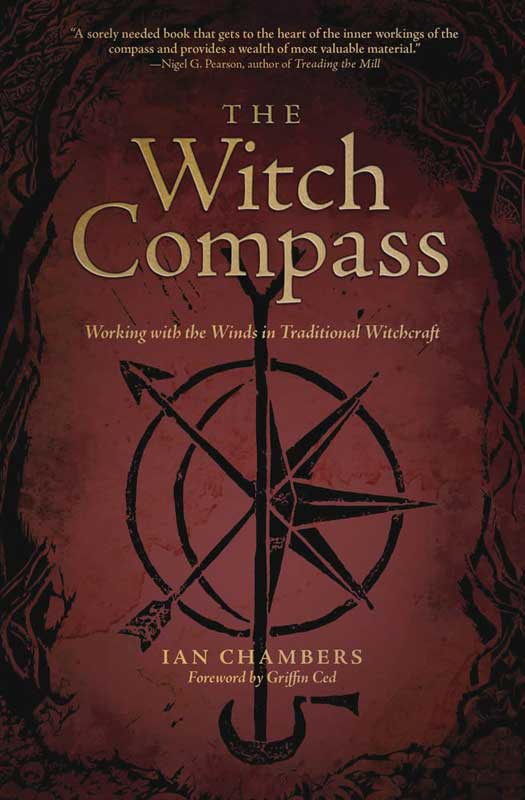 “A sorely needed book that gets to the heart of the inner workings of the
compass and provides a wealth of most valuable material.”
—Nigel G. Pearson, author of Treading the Mill
THE
Witch
Compass
Working with the Winds in Traditional Witchcraft
IAN CHAMBERS
Foreword by Griffin Ced